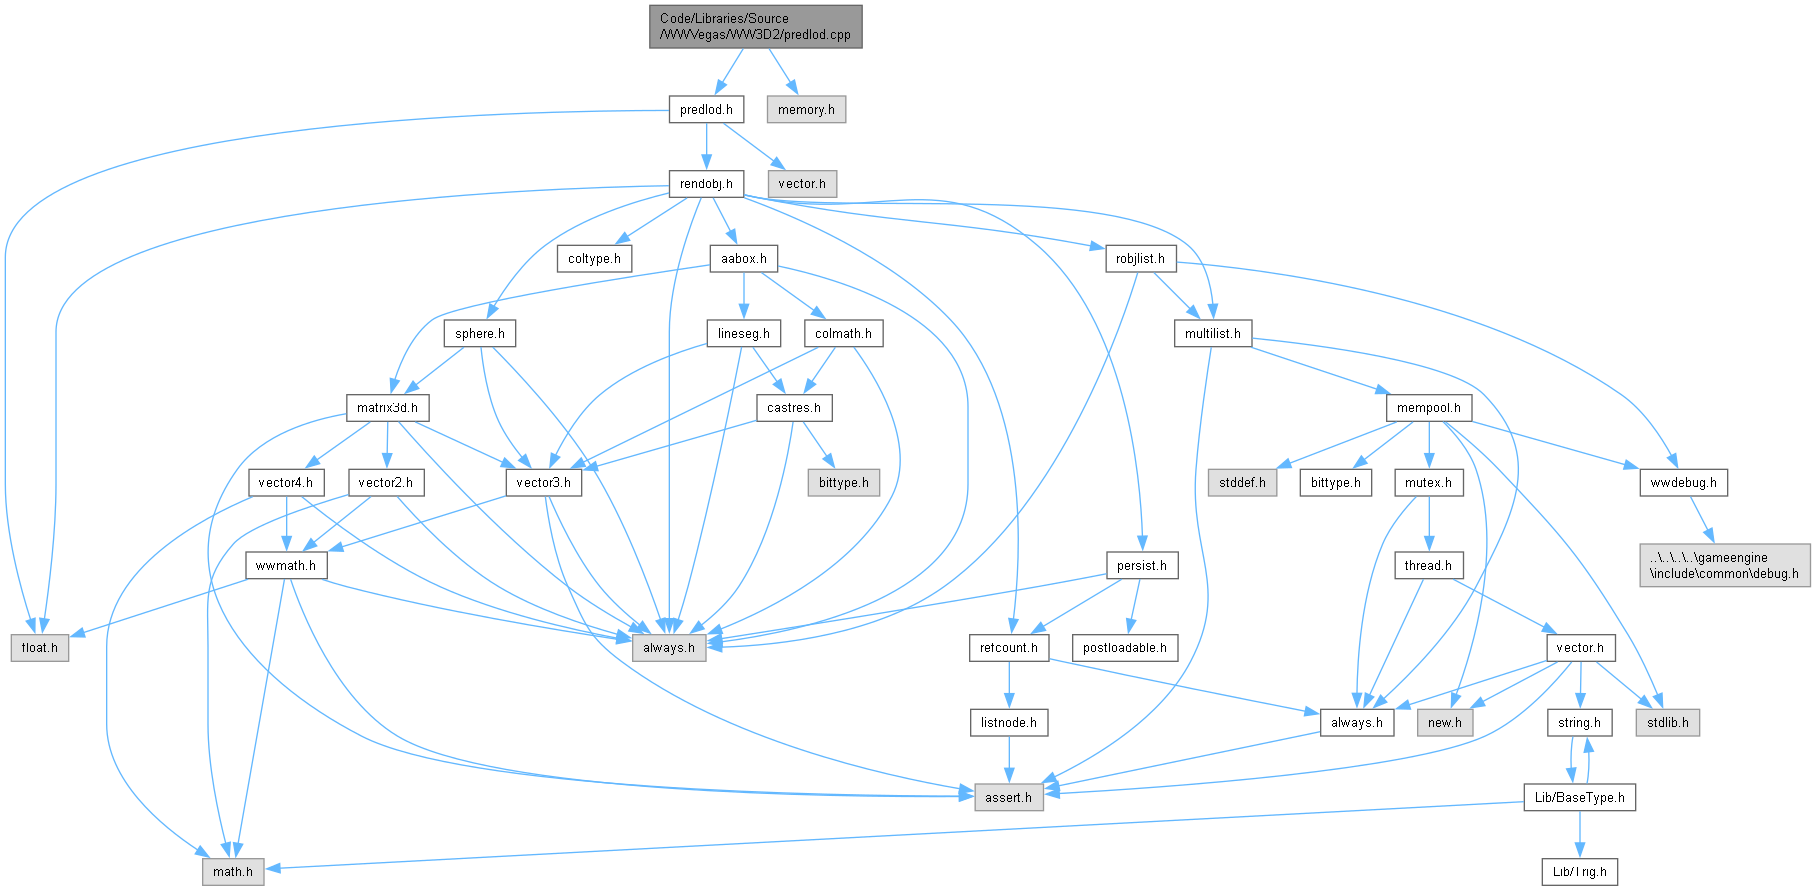 Code/Libraries/Source
/WWVegas/WW3D2/predlod.cpp
predlod.h
memory.h
rendobj.h
vector.h
coltype.h
aabox.h
robjlist.h
sphere.h
lineseg.h
colmath.h
multilist.h
matrix3d.h
castres.h
mempool.h
vector4.h
vector2.h
vector3.h
bittype.h
stddef.h
bittype.h
mutex.h
wwdebug.h
wwmath.h
persist.h
thread.h
..\..\..\..\gameengine
\include\common\debug.h
float.h
always.h
refcount.h
postloadable.h
vector.h
listnode.h
always.h
new.h
string.h
stdlib.h
assert.h
Lib/BaseType.h
math.h
Lib/Trig.h